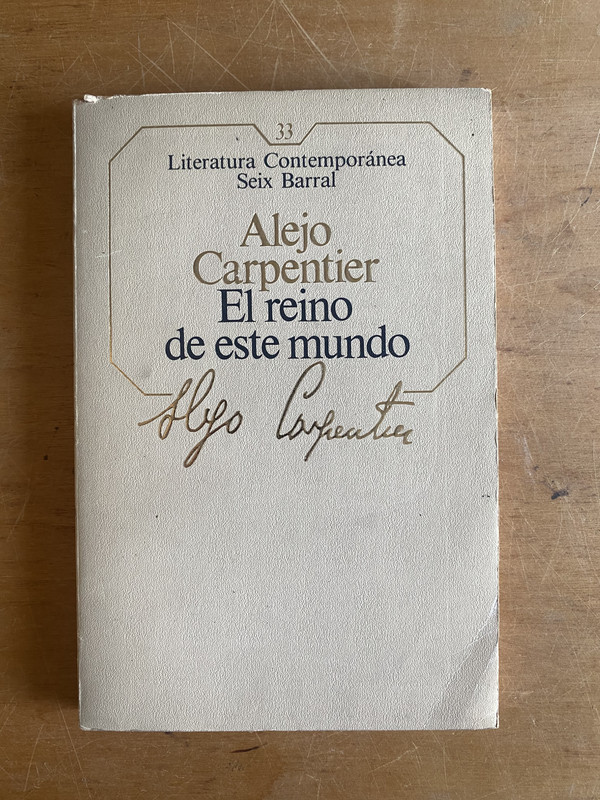 33
Literatura Contemporánea
Seix Barral
Alejo
Carpentier
El reino
de este mundo
Alejo Carpentier